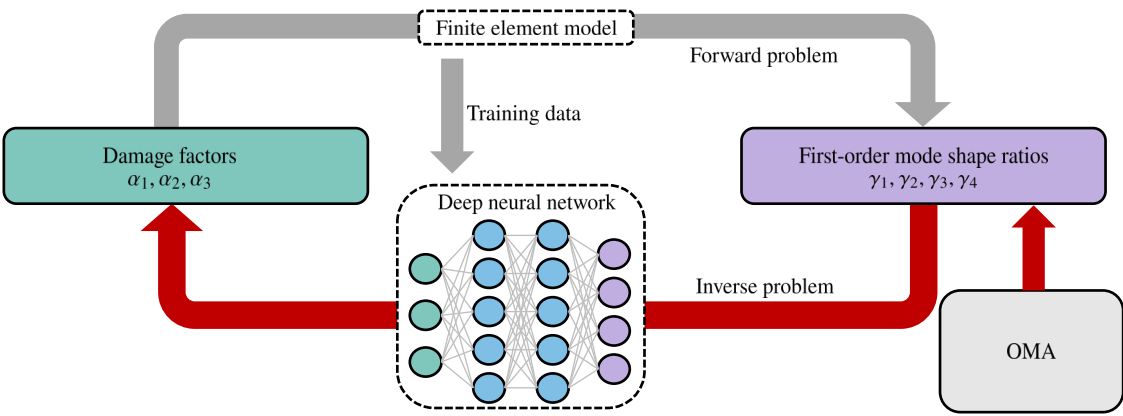 Finite element model
Forward problem
Training data
Damage factors
α₁, α₂, α₃
First-order mode shape ratios
γ₁, γ₂, γ₃, γ₄
Deep neural network
Inverse problem
OMA